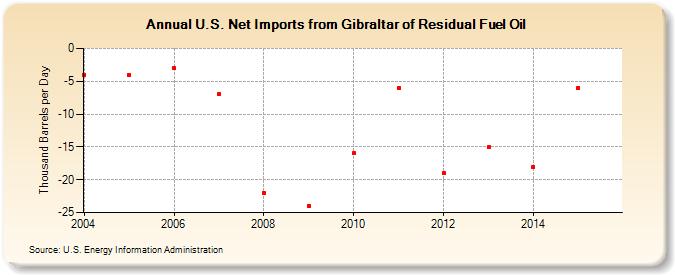 Annual U.S. Net Imports from Gibraltar of Residual Fuel Oil
Thousand Barrels per Day
-0
-5
-10
-15
-20
-25
2004 2006 2008 2010 2012 2014
Source: U.S. Energy Information Administration